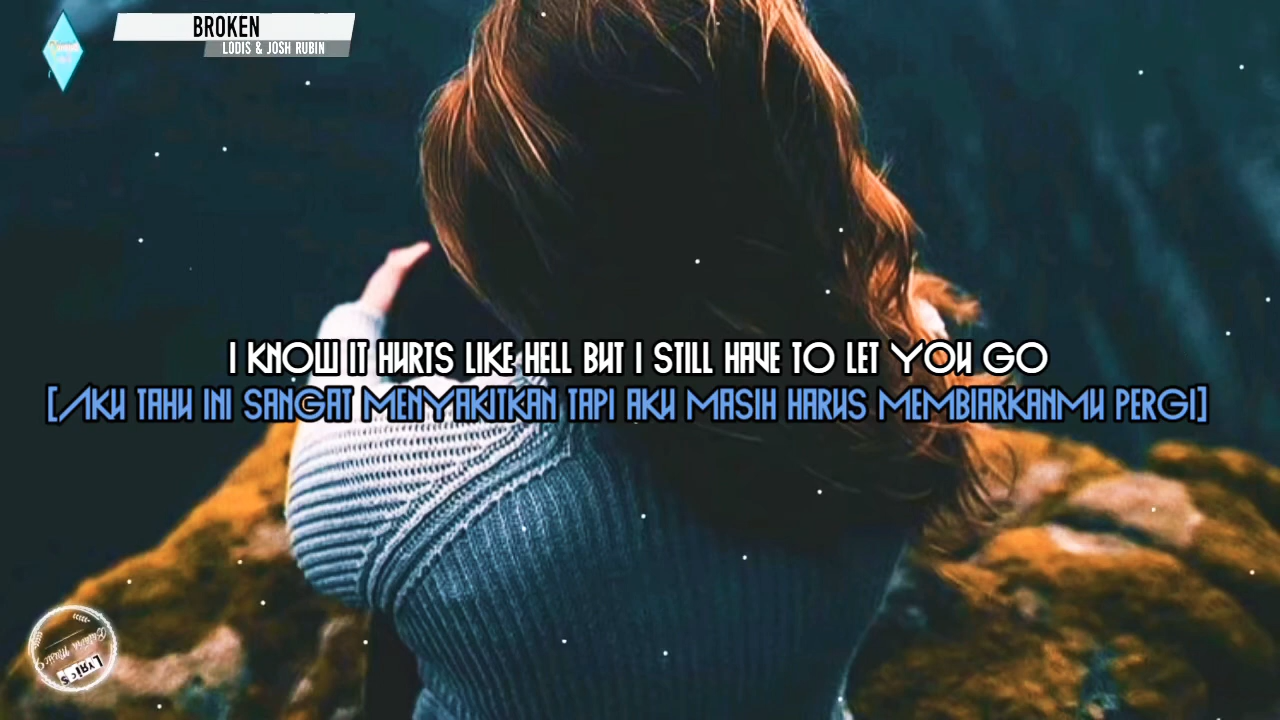 BROKEN
LODIS & JOSH RUBIN
I KNOW IT HURTS LIKE HELL BUT I STILL HAVE TO LET YOU GO
[AKU TAHU INI SANGAT MENYAKITKAN TAPI AKU MASIH HARUS MEMBIARKANMU PERGI]